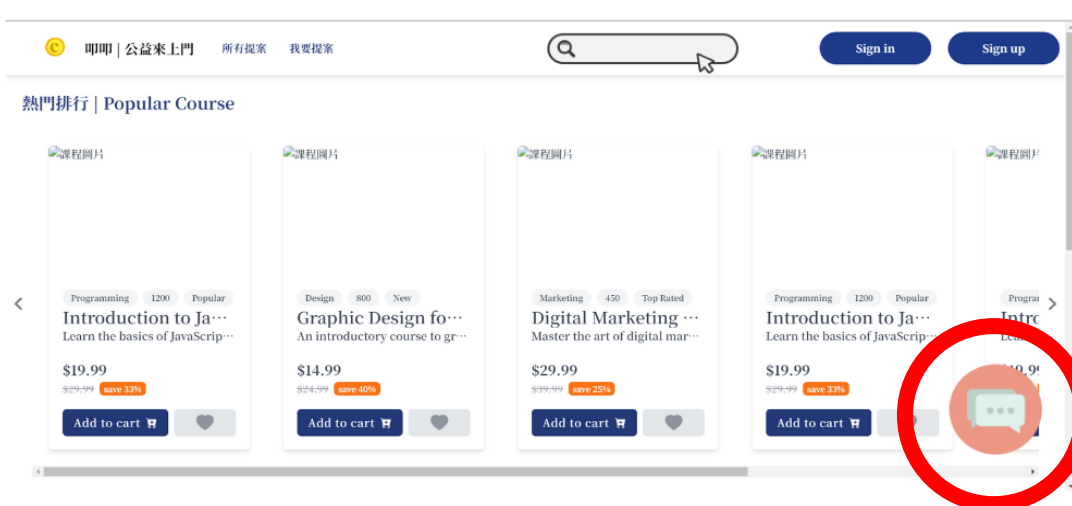 叩叩 | 公益來上門 所有提案 我要提案 Sign in Sign up
熱門排行 | Popular Course
課程圖片 課程圖片 課程圖片 課程圖片 課程圖片
Programming 1200 Popular Design 800 New Marketing 450 Top Rated Programming 1200 Popular
Introduction to Ja… Graphic Design fo… Digital Marketing … Introduction to Ja… Intro
Learn the basics of JavaScrip… An introductory course to gr… Master the art of digital mar… Learn the basics of JavaScrip…
$19.99 $14.99 $29.99 $19.99
$29.99 save 33% $24.99 save 40% $39.99 save 25% $29.99 save 33%
Add to cart Add to cart Add to cart Add to cart